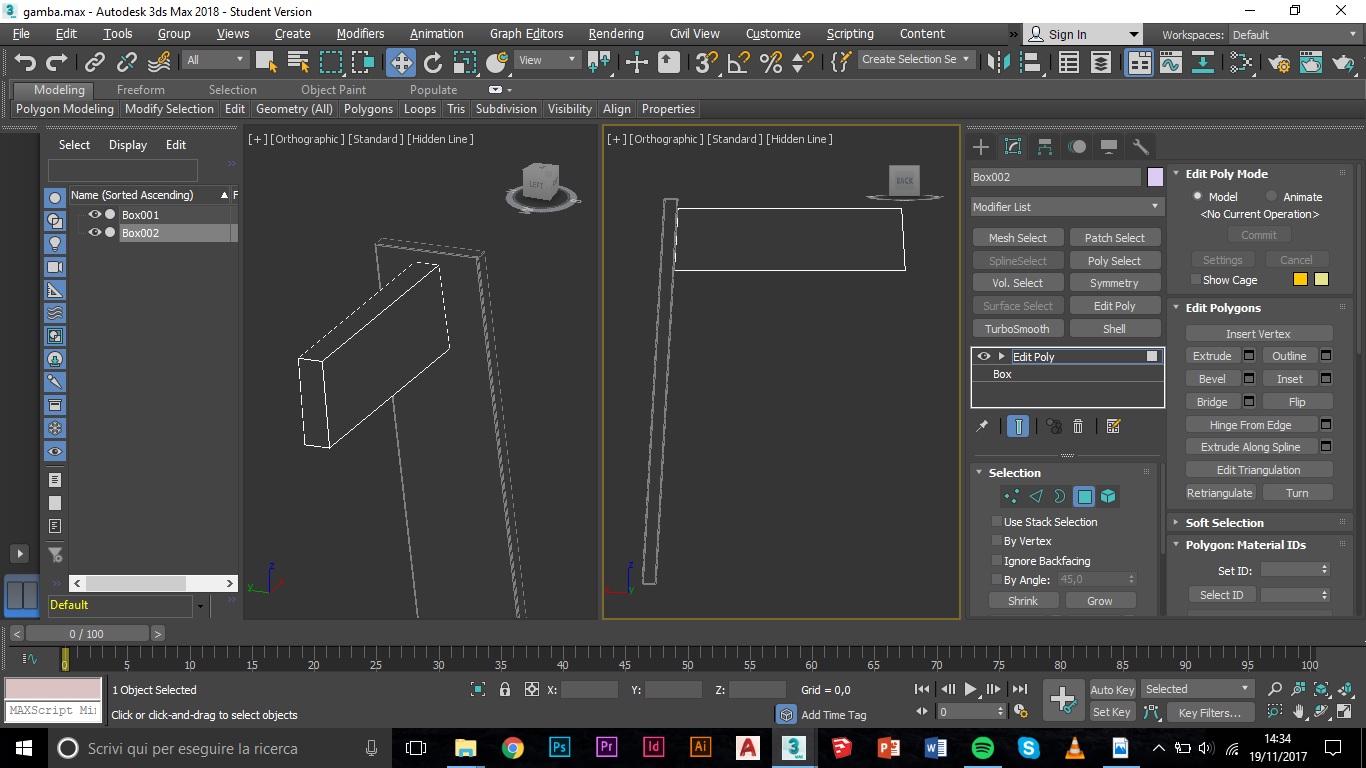 gamba.max - Autodesk 3ds Max 2018 - Student Version
File Edit Tools Group Views Create Modifiers Animation Graph Editors Rendering Civil View Customize Scripting Content » Sign In Workspaces: Default
All View Create Selection Se
Modeling Freeform Selection Object Paint Populate
Polygon Modeling Modify Selection Edit Geometry (All) Polygons Loops Tris Subdivision Visibility Align Properties
Select Display Edit
Name (Sorted Ascending) F
Box001
Box002
Default
[+] [Orthographic] [Standard] [Hidden Line]
LEFT
z
y
[+] [Orthographic] [Standard] [Hidden Line]
BACK
z
y
Box002
Modifier List
Mesh Select Patch Select
SplineSelect Poly Select
Vol. Select Symmetry
Surface Select Edit Poly
TurboSmooth Shell
Edit Poly
Box
Selection
Use Stack Selection
By Vertex
Ignore Backfacing
By Angle: 45,0
Shrink Grow
Edit Poly Mode
Model Animate
<No Current Operation>
Commit
Settings Cancel
Show Cage
Edit Polygons
Insert Vertex
Extrude Outline
Bevel Inset
Bridge Flip
Hinge From Edge
Extrude Along Spline
Edit Triangulation
Retriangulate Turn
Soft Selection
Polygon: Material IDs
Set ID:
Select ID
< 0 / 100 >
0 5 10 15 20 25 30 35 40 45 50 55 60 65 70 75 80 85 90 95 100
1 Object Selected X: Y: Z: Grid = 0,0 Auto Key Selected
MAXScript Min Click or click-and-drag to select objects Add Time Tag 0 Set Key Key Filters...
Scrivi qui per eseguire la ricerca Ps Pr Id Ai A 3 MAX P W S 14:34
19/11/2017